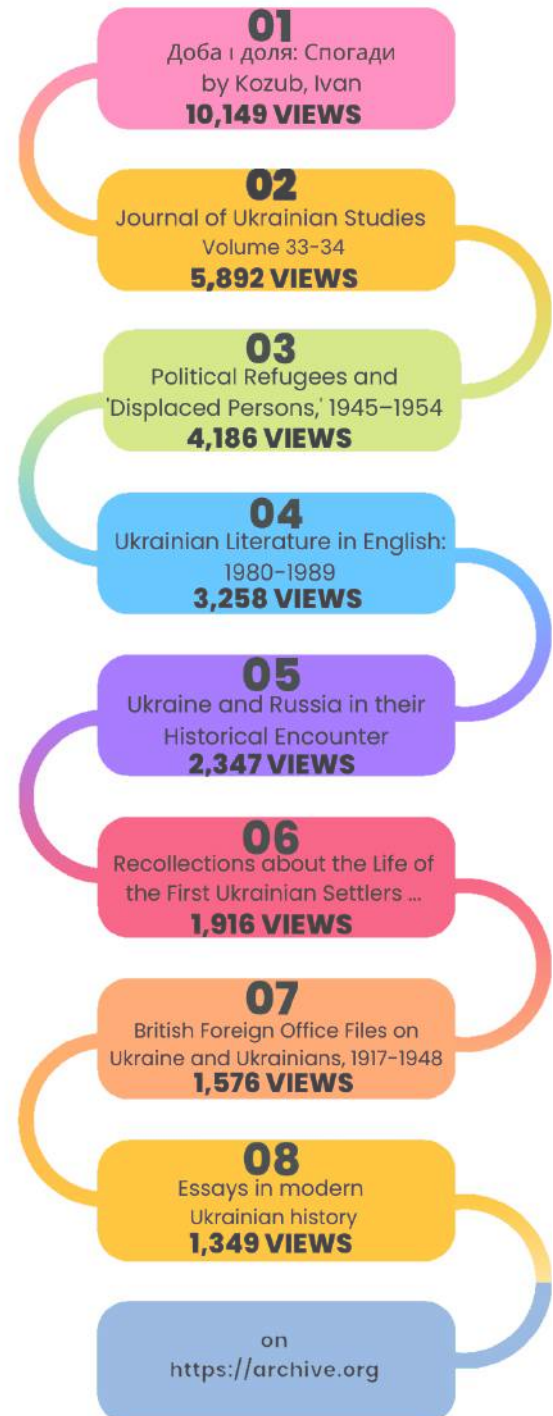 01
Доба і доля: Спогади
by Kozub, Ivan
10,149 VIEWS
02
Journal of Ukrainian Studies
Volume 33-34
5,892 VIEWS
03
Political Refugees and
'Displaced Persons,' 1945–1954
4,186 VIEWS
04
Ukrainian Literature in English:
1980-1989
3,258 VIEWS
05
Ukraine and Russia in their
Historical Encounter
2,347 VIEWS
06
Recollections about the Life of
the First Ukrainian Settlers ...
1,916 VIEWS
07
British Foreign Office Files on
Ukraine and Ukrainians, 1917-1948
1,576 VIEWS
08
Essays in modern
Ukrainian history
1,349 VIEWS
on
https://archive.org